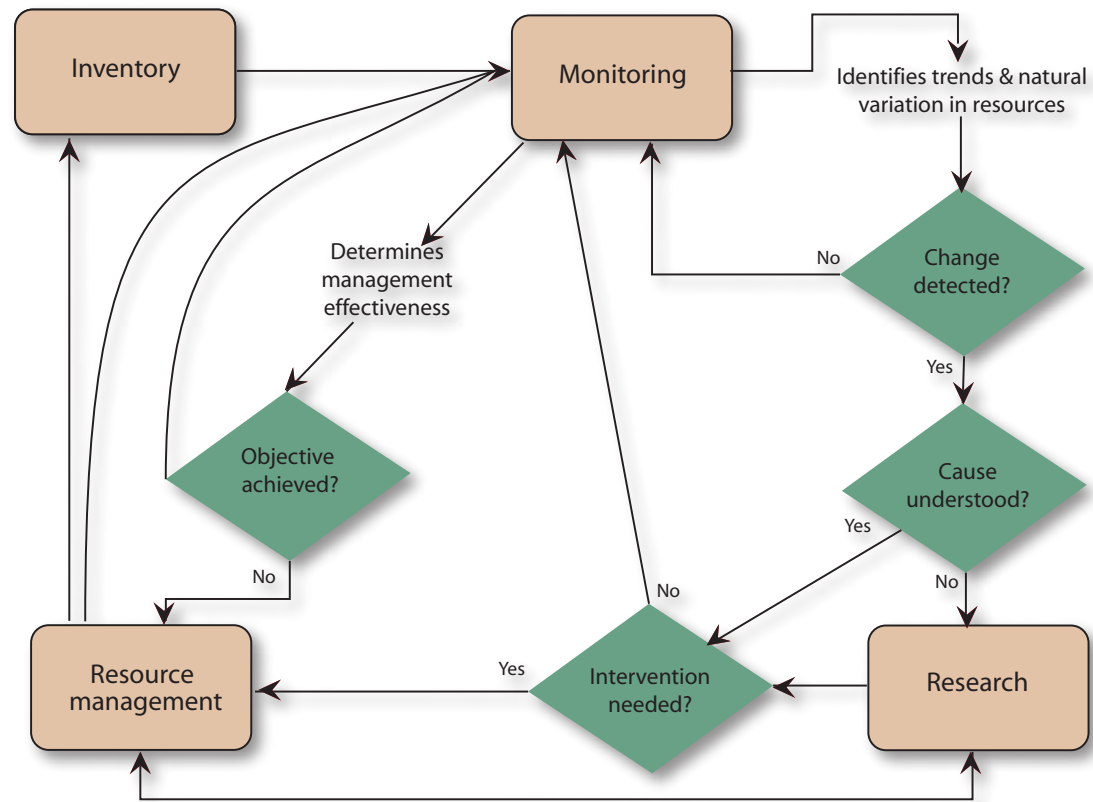 Inventory
Monitoring
Identifies trends & natural
variation in resources
Determines
management
effectiveness
No
Change
detected?
Yes
Objective
achieved?
Cause
understood?
Yes
No
No
No
Resource
management
Yes
Intervention
needed?
Research